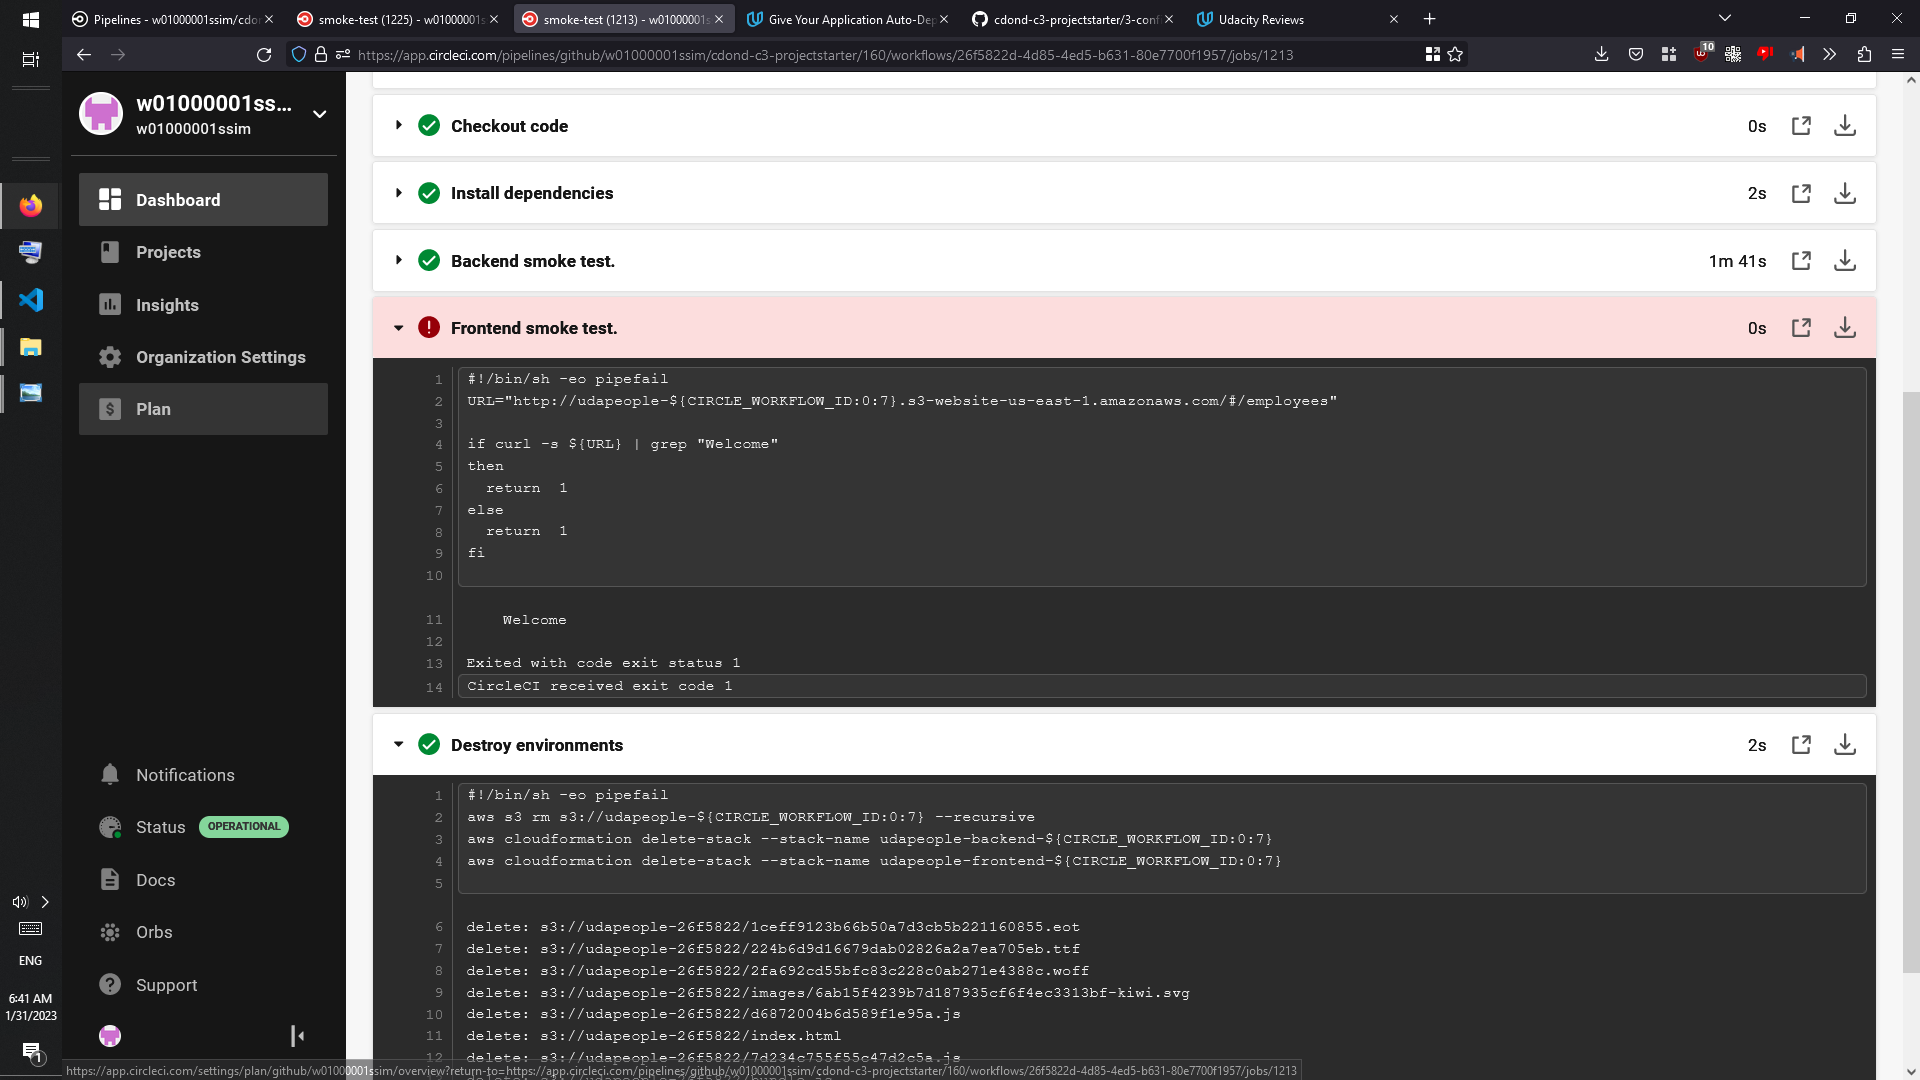 Pipelines - w01000001ssim/cdon
smoke-test (1225) - w01000001s
smoke-test (1213) - w01000001s
Give Your Application Auto-Dep
cdond-c3-projectstarter/3-conf
Udacity Reviews
https://app.circleci.com/pipelines/github/w01000001ssim/cdond-c3-projectstarter/160/workflows/26f5822d-4d85-4ed5-b631-80e7700f1957/jobs/1213
10
w01000001ss...
w01000001ssim
Dashboard
Projects
Insights
Organization Settings
Plan
Notifications
Status OPERATIONAL
Docs
Orbs
Support
ENG
6:41 AM
1/31/2023
1
Checkout code 0s
Install dependencies 2s
Backend smoke test. 1m 41s
Frontend smoke test. 0s
1 #!/bin/sh -eo pipefail
2 URL="http://udapeople-${CIRCLE_WORKFLOW_ID:0:7}.s3-website-us-east-1.amazonaws.com/#/employees"
3
4 if curl -s ${URL} | grep "Welcome"
5 then
6   return  1
7 else
8   return  1
9 fi
10
11     Welcome
12
13 Exited with code exit status 1
14 CircleCI received exit code 1
Destroy environments 2s
1 #!/bin/sh -eo pipefail
2 aws s3 rm s3://udapeople-${CIRCLE_WORKFLOW_ID:0:7} --recursive
3 aws cloudformation delete-stack --stack-name udapeople-backend-${CIRCLE_WORKFLOW_ID:0:7}
4 aws cloudformation delete-stack --stack-name udapeople-frontend-${CIRCLE_WORKFLOW_ID:0:7}
5
6 delete: s3://udapeople-26f5822/1ceff9123b66b50a7d3cb5b221160855.eot
7 delete: s3://udapeople-26f5822/224b6d9d16679dab02826a2a7ea705eb.ttf
8 delete: s3://udapeople-26f5822/2fa692cd55bfc83c228c0ab271e4388c.woff
9 delete: s3://udapeople-26f5822/images/6ab15f4239b7d187935cf6f4ec3313bf-kiwi.svg
10 delete: s3://udapeople-26f5822/d6872004b6d589f1e95a.js
11 delete: s3://udapeople-26f5822/index.html
12 delete: s3://udapeople-26f5822/7d234c755f55c47d2c5a.js
https://app.circleci.com/settings/plan/github/w01000001ssim/overview?return-to=https://app.circleci.com/pipelines/github/w01000001ssim/cdond-c3-projectstarter/160/workflows/26f5822d-4d85-4ed5-b631-80e7700f1957/jobs/1213